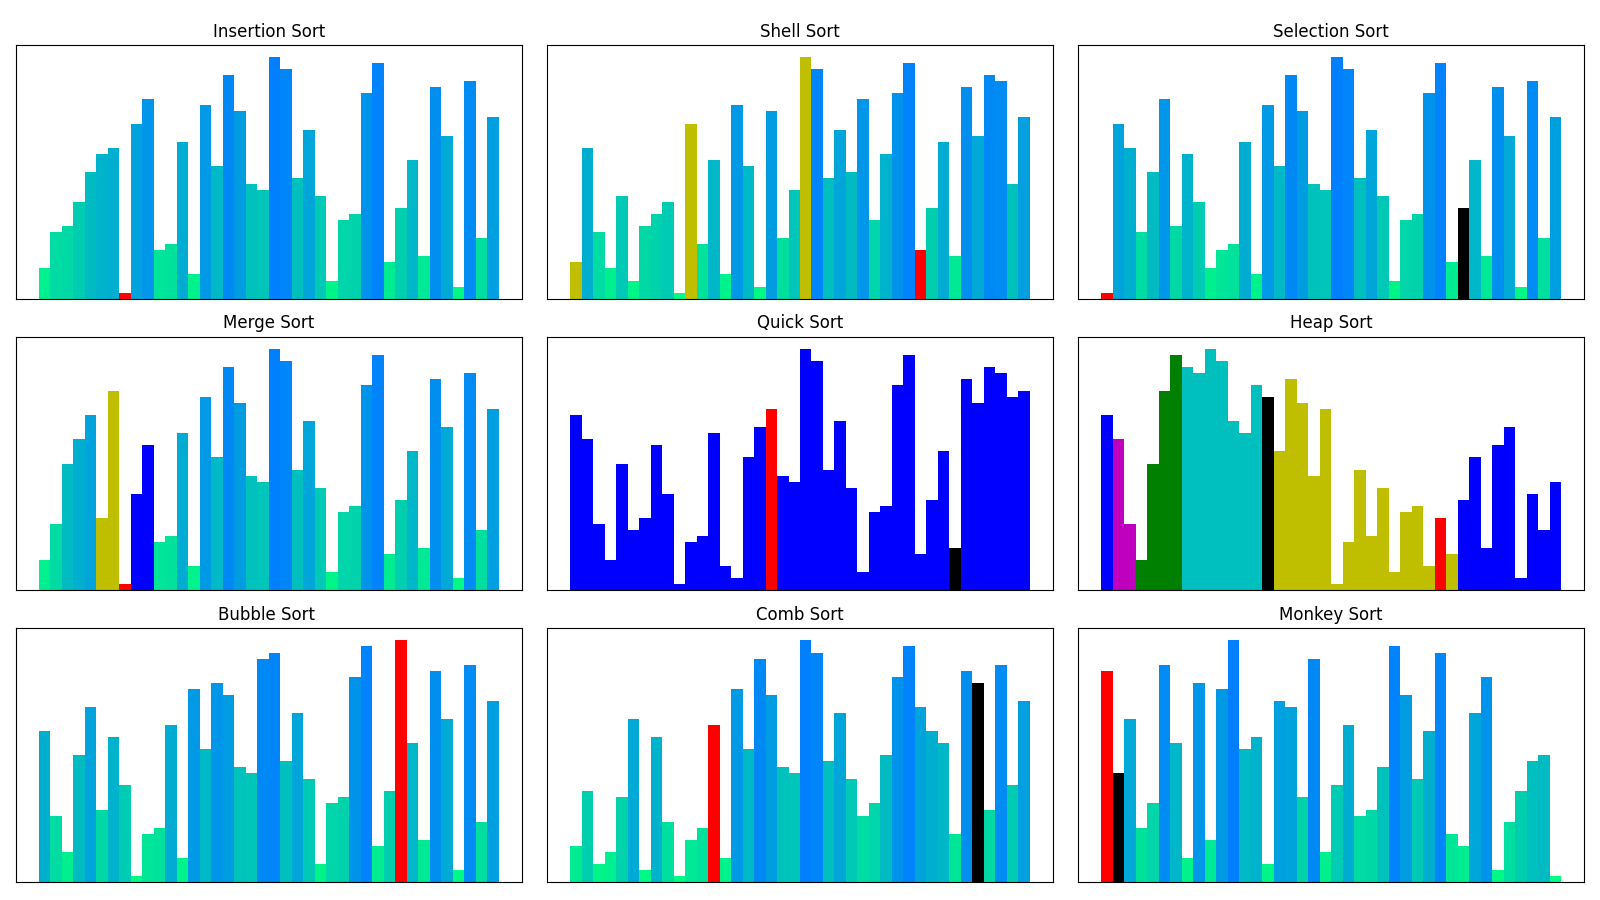 Insertion Sort
Shell Sort
Selection Sort
Merge Sort
Quick Sort
Heap Sort
Bubble Sort
Comb Sort
Monkey Sort